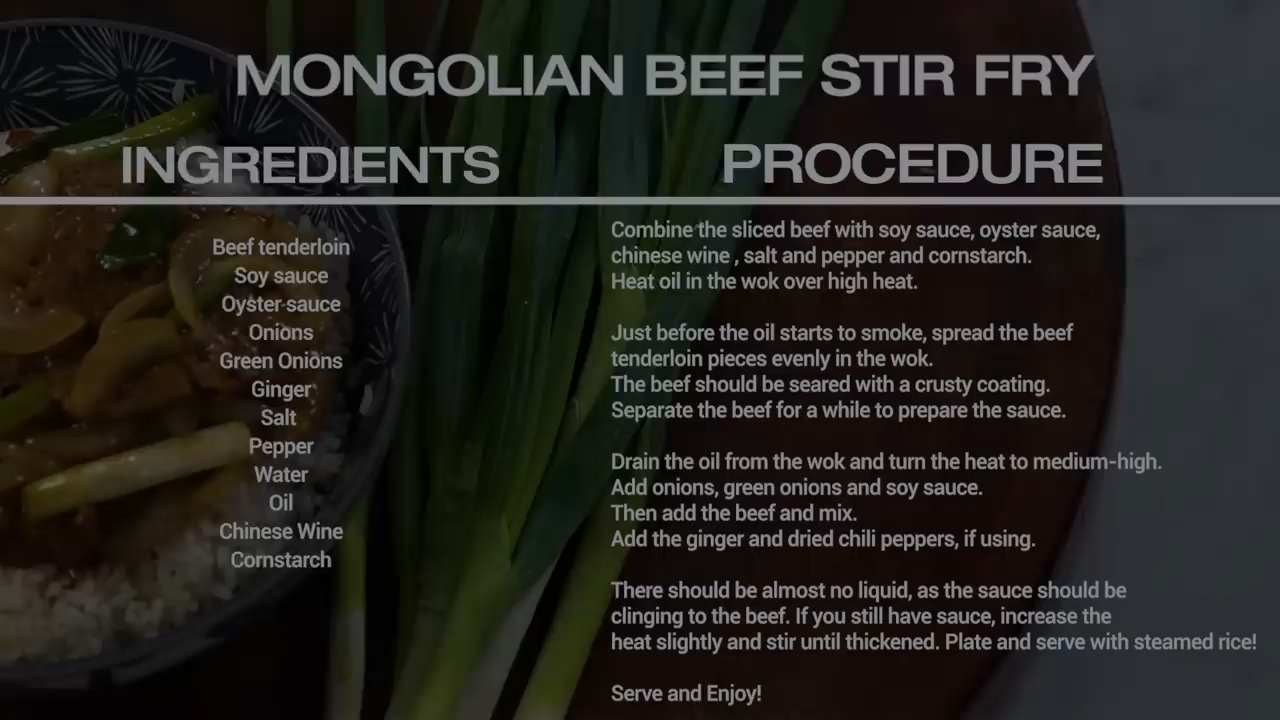 MONGOLIAN BEEF STIR FRY
INGREDIENTS
Beef tenderloin
Soy sauce
Oyster sauce
Onions
Green Onions
Ginger
Salt
Pepper
Water
Oil
Chinese Wine
Cornstarch
PROCEDURE
Combine the sliced beef with soy sauce, oyster sauce,
chinese wine , salt and pepper and cornstarch.
Heat oil in the wok over high heat.
Just before the oil starts to smoke, spread the beef
tenderloin pieces evenly in the wok.
The beef should be seared with a crusty coating.
Separate the beef for a while to prepare the sauce.
Drain the oil from the wok and turn the heat to medium-high.
Add onions, green onions and soy sauce.
Then add the beef and mix.
Add the ginger and dried chili peppers, if using.
There should be almost no liquid, as the sauce should be
clinging to the beef. If you still have sauce, increase the
heat slightly and stir until thickened. Plate and serve with steamed rice!
Serve and Enjoy!